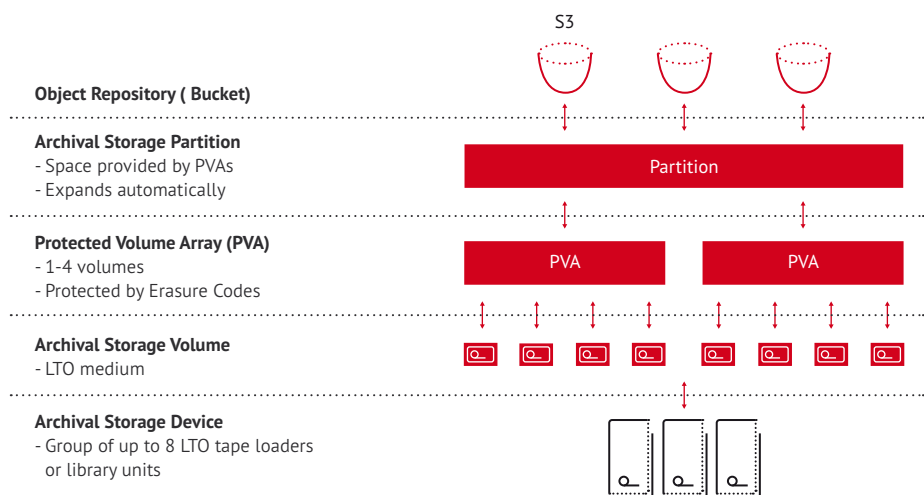 S3
Object Repository ( Bucket)
Archival Storage Partition
- Space provided by PVAs
- Expands automatically
Partition
Protected Volume Array (PVA)
- 1-4 volumes
- Protected by Erasure Codes
PVA
PVA
Archival Storage Volume
- LTO medium
Archival Storage Device
- Group of up to 8 LTO tape loaders
or library units